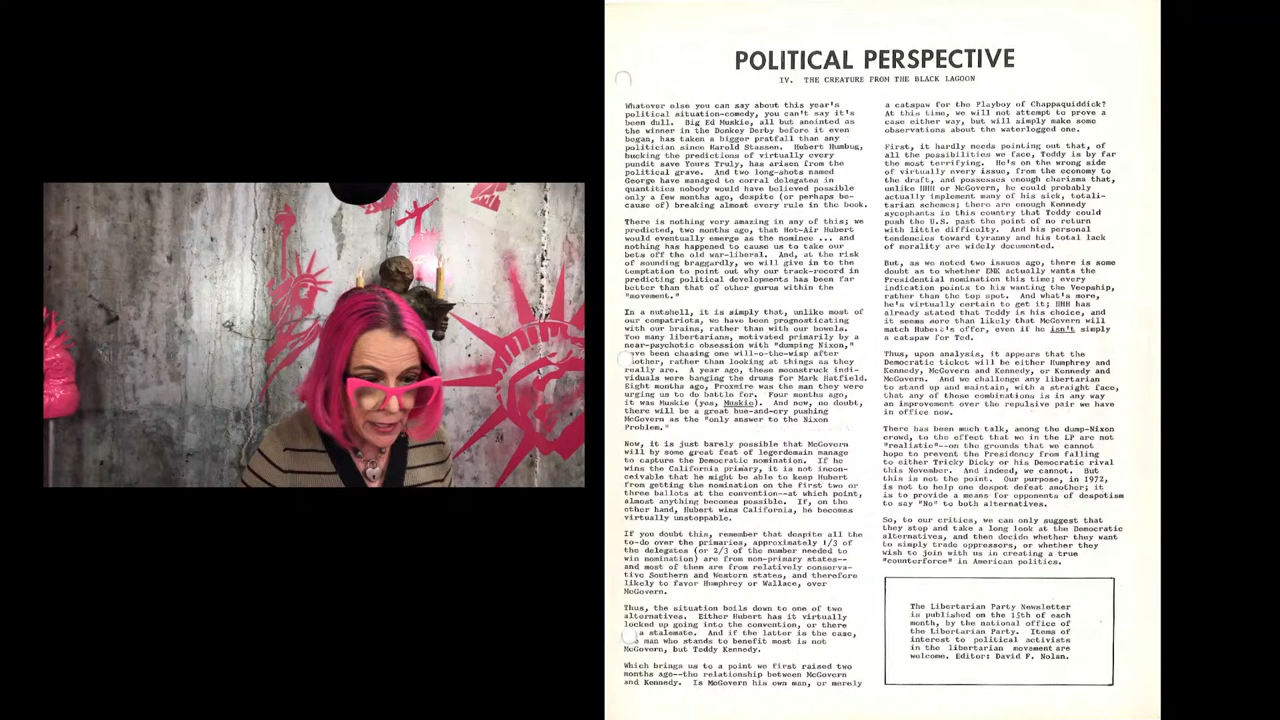 POLITICAL PERSPECTIVE
IV. THE CREATURE FROM THE BLACK LAGOON
Whatever else you can say about this year's
political situation-comedy, you can't say it's
been dull. Big Ed Muskie, all but anointed as
the winner in the Donkey Derby before it even
began, has taken a bigger pratfall than any
politician since Harold Stassen. Hubert Humbug,
bucking the predictions of virtually every
pundit save Yours Truly, has arisen from the
political grave. And two long-shots named
George have managed to corral delegates in
quantities nobody would have believed possible
only a few months ago, despite (or perhaps be-
cause of) breaking almost every rule in the book.
There is nothing very amazing in any of this; we
predicted, two months ago, that Hot-Air Hubert
would eventually emerge as the nominee ... and
nothing has happened to cause us to take our
bets off the old war-liberal. And, at the risk
of sounding braggardly, we will give in to the
temptation to point out why our track-record in
predicting political developments has been far
better than that of other gurus within the
"movement."
In a nutshell, it is simply that, unlike most of
our compatriots, we have been prognosticating
with our brains, rather than with our bowels.
Too many libertarians, motivated primarily by a
near-psychotic obsession with "dumping Nixon,"
have been chasing one will-o-the-wisp after
another, rather than looking at things as they
really are. A year ago, these moonstruck indi-
viduals were banging the drums for Mark Hatfield.
Eight months ago, Proxmire was the man they were
urging us to do battle for. Four months ago,
it was Muskie (yes, Muskie). And now, no doubt,
there will be a great hue-and-cry pushing
McGovern as the "only answer to the Nixon
Problem."
Now, it is just barely possible that McGovern
will by some great feat of legerdemain manage
to capture the Democratic nomination. If he
wins the California primary, it is not incon-
ceivable that he might be able to keep Hubert
from getting the nomination on the first two or
three ballots at the convention--at which point,
almost anything becomes possible. If, on the
other hand, Hubert wins California, he becomes
virtually unstoppable.
If you doubt this, remember that despite all the
to-do over the primaries, approximately 1/3 of
the delegates (or 2/3 of the number needed to
win nomination) are from non-primary states--
and most of them are from relatively conserva-
tive Southern and Western states, and therefore
likely to favor Humphrey or Wallace, over
McGovern.
Thus, the situation boils down to one of two
alternatives. Either Hubert has it virtually
locked up going into the convention, or there
a stalemate. And if the latter is the case,
man who stands to benefit most is not
McGovern, but Teddy Kennedy.
Which brings us to a point we first raised two
months ago--the relationship between McGovern
and Kennedy. Is McGovern his own man, or merely
a catspaw for the Playboy of Chappaquiddick?
At this time, we will not attempt to prove a
case either way, but will simply make some
observations about the waterlogged one.
First, it hardly needs pointing out that, of
all the possibilities we face, Teddy is by far
the most terrifying. He's on the wrong side
of virtually every issue, from the economy to
the draft, and possesses enough charisma that,
unlike HHH or McGovern, he could probably
actually implement many of his sick, totali-
tarian schemes; there are enough Kennedy
sycophants in this country that Teddy could
push the U.S. past the point of no return
with little difficulty. And his personal
tendencies toward tyranny and his total lack
of morality are widely documented.
But, as we noted two issues ago, there is some
doubt as to whether EMK actually wants the
Presidential nomination this time; every
indication points to his wanting the Veepship,
rather than the top spot. And what's more,
he's virtually certain to get it; HHH has
already stated that Teddy is his choice, and
it seems more than likely that McGovern will
match Hubert's offer, even if he isn't simply
a catspaw for Ted.
Thus, upon analysis, it appears that the
Democratic ticket will be either Humphrey and
Kennedy, McGovern and Kennedy, or Kennedy and
McGovern. And we challenge any libertarian
to stand up and maintain, with a straight face,
that any of these combinations is in any way
an improvement over the repulsive pair we have
in office now.
There has been much talk, among the dump-Nixon
crowd, to the effect that we in the LP are not
"realistic"--on the grounds that we cannot
hope to prevent the Presidency from falling
to either Tricky Dicky or his Democratic rival
this November. And indeed, we cannot. But
this is not the point. Our purpose, in 1972,
is not to help one despot defeat another; it
is to provide a means for opponents of despotism
to say "No" to both alternatives.
So, to our critics, we can only suggest that
they stop and take a long look at the Democratic
alternatives, and then decide whether they want
to simply trade oppressors, or whether they
wish to join with us in creating a true
"counterforce" in American politics.
The Libertarian Party Newsletter
is published on the 15th of each
month, by the national office of
the Libertarian Party. Items of
interest to political activists
in the libertarian movement are
welcome. Editor: David F. Nolan.